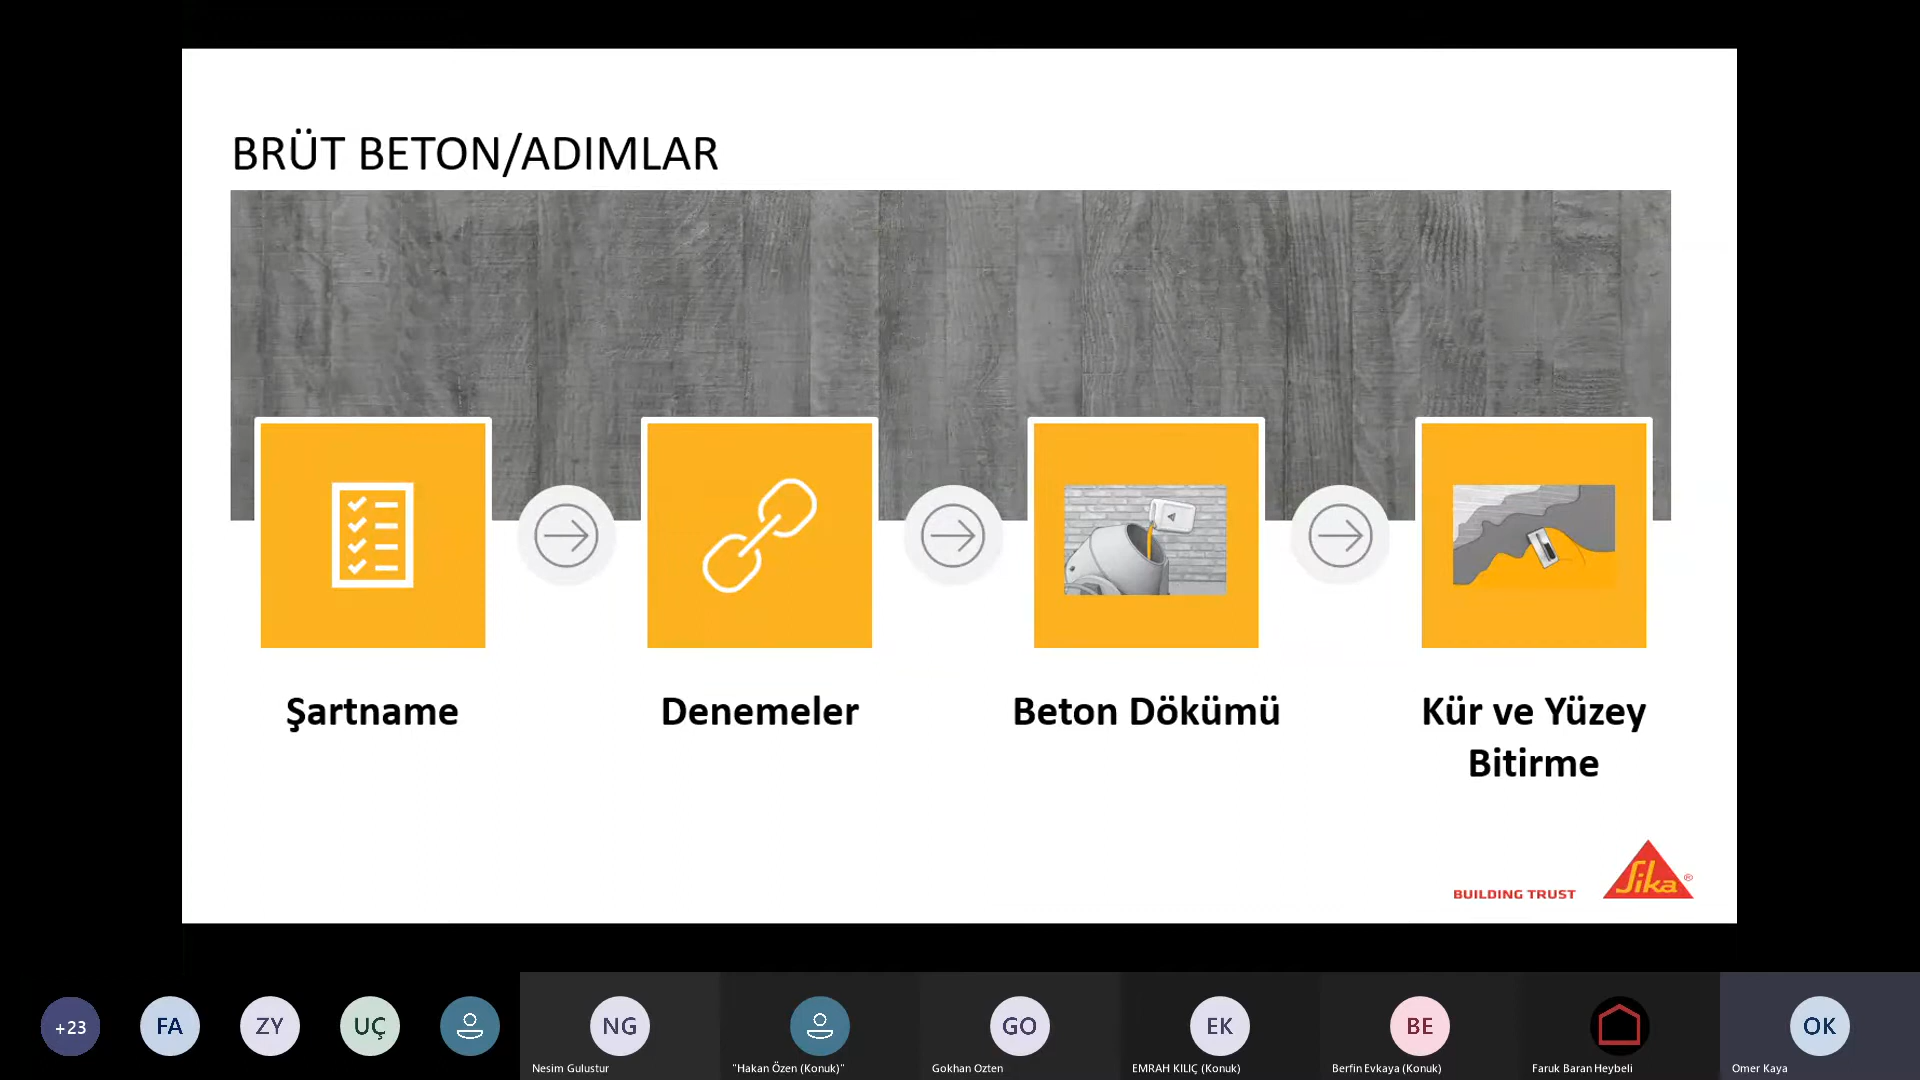 BRÜT BETON/ADIMLAR
Şartname
Denemeler
Beton Dökümü
Kür ve Yüzey
Bitirme
BUILDING TRUST
Sika®
+23
FA
ZY
UÇ
NG
GO
EK
BE
OK
Nesim Gulustur
"Hakan Özen (Konuk)"
Gokhan Ozten
EMRAH KILIÇ (Konuk)
Berfin Evkaya (Konuk)
Faruk Baran Heybeli
Omer Kaya